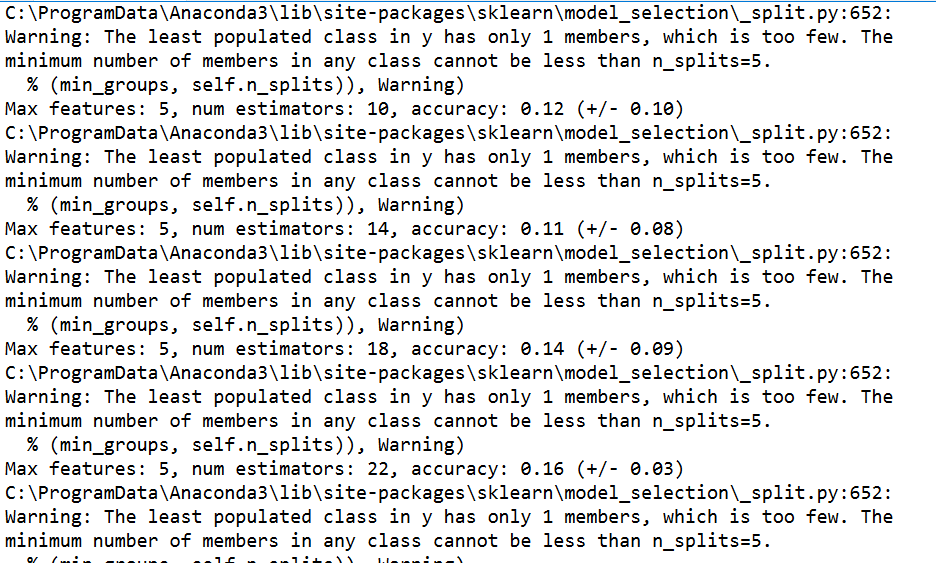 C:\ProgramData\Anaconda3\lib\site-packages\sklearn\model_selection\_split.py:652:
Warning: The least populated class in y has only 1 members, which is too few. The
minimum number of members in any class cannot be less than n_splits=5.
  % (min_groups, self.n_splits)), Warning)
Max features: 5, num estimators: 10, accuracy: 0.12 (+/- 0.10)
C:\ProgramData\Anaconda3\lib\site-packages\sklearn\model_selection\_split.py:652:
Warning: The least populated class in y has only 1 members, which is too few. The
minimum number of members in any class cannot be less than n_splits=5.
  % (min_groups, self.n_splits)), Warning)
Max features: 5, num estimators: 14, accuracy: 0.11 (+/- 0.08)
C:\ProgramData\Anaconda3\lib\site-packages\sklearn\model_selection\_split.py:652:
Warning: The least populated class in y has only 1 members, which is too few. The
minimum number of members in any class cannot be less than n_splits=5.
  % (min_groups, self.n_splits)), Warning)
Max features: 5, num estimators: 18, accuracy: 0.14 (+/- 0.09)
C:\ProgramData\Anaconda3\lib\site-packages\sklearn\model_selection\_split.py:652:
Warning: The least populated class in y has only 1 members, which is too few. The
minimum number of members in any class cannot be less than n_splits=5.
  % (min_groups, self.n_splits)), Warning)
Max features: 5, num estimators: 22, accuracy: 0.16 (+/- 0.03)
C:\ProgramData\Anaconda3\lib\site-packages\sklearn\model_selection\_split.py:652:
Warning: The least populated class in y has only 1 members, which is too few. The
minimum number of members in any class cannot be less than n_splits=5.
  % (min_groups, self.n_splits)), Warning)